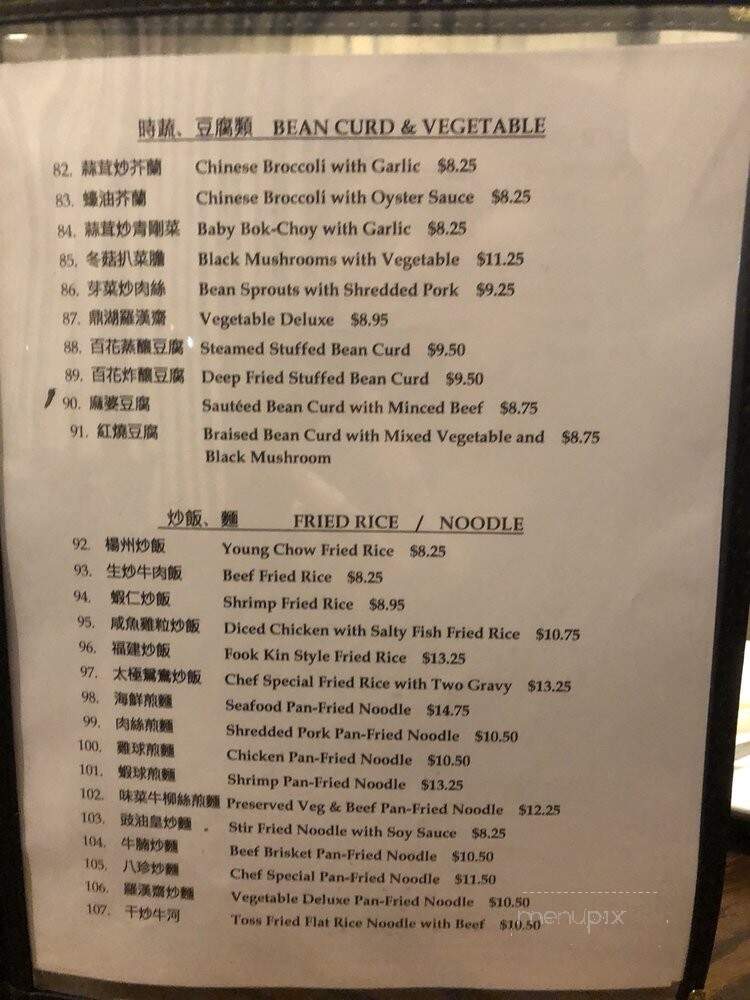 時蔬、豆腐類 BEAN CURD & VEGETABLE
82. 蒜茸炒芥蘭 Chinese Broccoli with Garlic $8.25
83. 蠔油芥蘭 Chinese Broccoli with Oyster Sauce $8.25
84. 蒜茸炒青剛菜 Baby Bok-Choy with Garlic $8.25
85. 冬菇扒菜膽 Black Mushrooms with Vegetable $11.25
86. 芽菜炒肉絲 Bean Sprouts with Shredded Pork $9.25
87. 鼎湖羅漢齋 Vegetable Deluxe $8.95
88. 百花蒸釀豆腐 Steamed Stuffed Bean Curd $9.50
89. 百花炸釀豆腐 Deep Fried Stuffed Bean Curd $9.50
90. 麻婆豆腐 Sautéed Bean Curd with Minced Beef $8.75
91. 紅燒豆腐 Braised Bean Curd with Mixed Vegetable and $8.75
Black Mushroom
炒飯、麵 FRIED RICE / NOODLE
92. 楊州炒飯 Young Chow Fried Rice $8.25
93. 生炒牛肉飯 Beef Fried Rice $8.25
94. 蝦仁炒飯 Shrimp Fried Rice $8.95
95. 咸魚雞粒炒飯 Diced Chicken with Salty Fish Fried Rice $10.75
96. 福建炒飯 Fook Kin Style Fried Rice $13.25
97. 太極鴛鴦炒飯 Chef Special Fried Rice with Two Gravy $13.25
98. 海鮮煎麵 Seafood Pan-Fried Noodle $14.75
99. 肉絲煎麵 Shredded Pork Pan-Fried Noodle $10.50
100. 雞球煎麵 Chicken Pan-Fried Noodle $10.50
101. 蝦球煎麵 Shrimp Pan-Fried Noodle $13.25
102. 味菜牛柳絲煎麵 Preserved Veg & Beef Pan-Fried Noodle $12.25
103. 豉油皇炒麵 Stir Fried Noodle with Soy Sauce $8.25
104. 牛腩炒麵 Beef Brisket Pan-Fried Noodle $10.50
105. 八珍炒麵 Chef Special Pan-Fried Noodle $11.50
106. 羅漢齋炒麵 Vegetable Deluxe Pan-Fried Noodle $10.50
107. 干炒牛河 Toss Fried Flat Rice Noodle with Beef $10.50
menupix